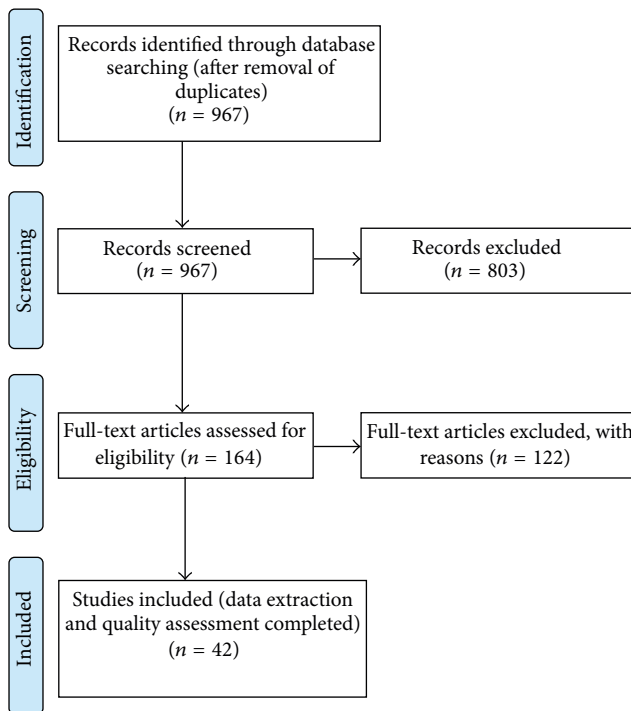 Identification
Records identified through database
searching (after removal of
duplicates)
(n = 967)
Screening
Records screened
(n = 967)
Records excluded
(n = 803)
Eligibility
Full-text articles assessed for
eligibility (n = 164)
Full-text articles excluded, with
reasons (n = 122)
Included
Studies included (data extraction
and quality assessment completed)
(n = 42)